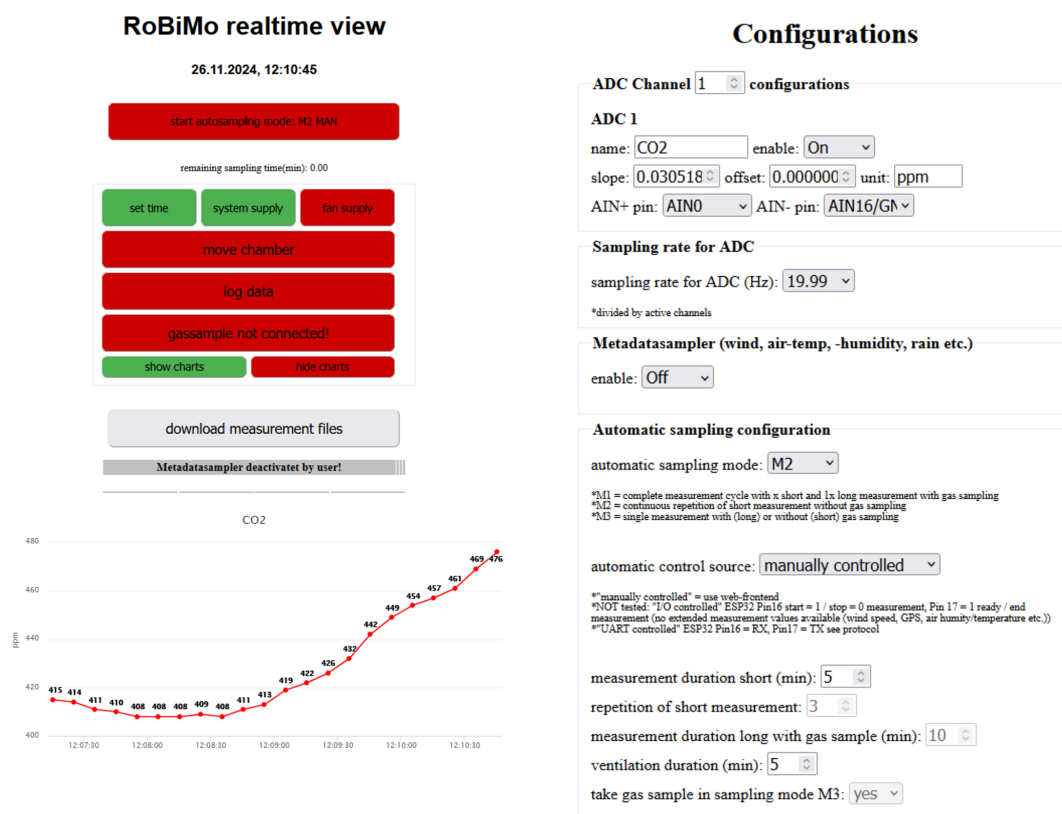 RoBiMo realtime view
26.11.2024, 12:10:45
start autosamping mode: M2 MAN
remaining sampling time(min): 0.00
set time system supply fan supply
move chamber
log data
gassample not connected!
show charts hide charts
download measurement files
Metadatasampler deactivatet by user!
CO2
480
460
440
420
400
ppm
415 414 411 410 408 408 408 409 408 411 413 419 422 426 432 442 449 454 457 461 469 476
12:07:30 12:08:00 12:08:30 12:09:00 12:09:30 12:10:00 12:10:30
Configurations
ADC Channel 1 configurations
ADC 1
name: CO2 enable: On
slope: 0.030518 offset: 0.000000 unit: ppm
AIN+ pin: AIN0 AIN- pin: AIN16/GN
Sampling rate for ADC
sampling rate for ADC (Hz): 19.99
*divided by active channels
Metadatasampler (wind, air-temp, -humidity, rain etc.)
enable: Off
Automatic sampling configuration
automatic sampling mode: M2
*M1 = complete measurement cycle with x short and 1x long measurement with gas sampling
*M2 = continuous repetition of short measurement without gas sampling
*M3 = single measurement with (long) or without (short) gas sampling
automatic control source: manually controlled
*"manually controlled" = use web-frontend
*NOT tested: "I/O controlled" ESP32 Pin16 start = 1 / stop = 0 measurement, Pin 17 = 1 ready / end
measurement (no extended measurement values available (wind speed, GPS, air humity/temperature etc.))
*"UART controlled" ESP32 Pin16 = RX, Pin17 = TX see protocol
measurement duration short (min): 5
repetition of short measurement: 3
measurement duration long with gas sample (min): 10
ventilation duration (min): 5
take gas sample in sampling mode M3: yes